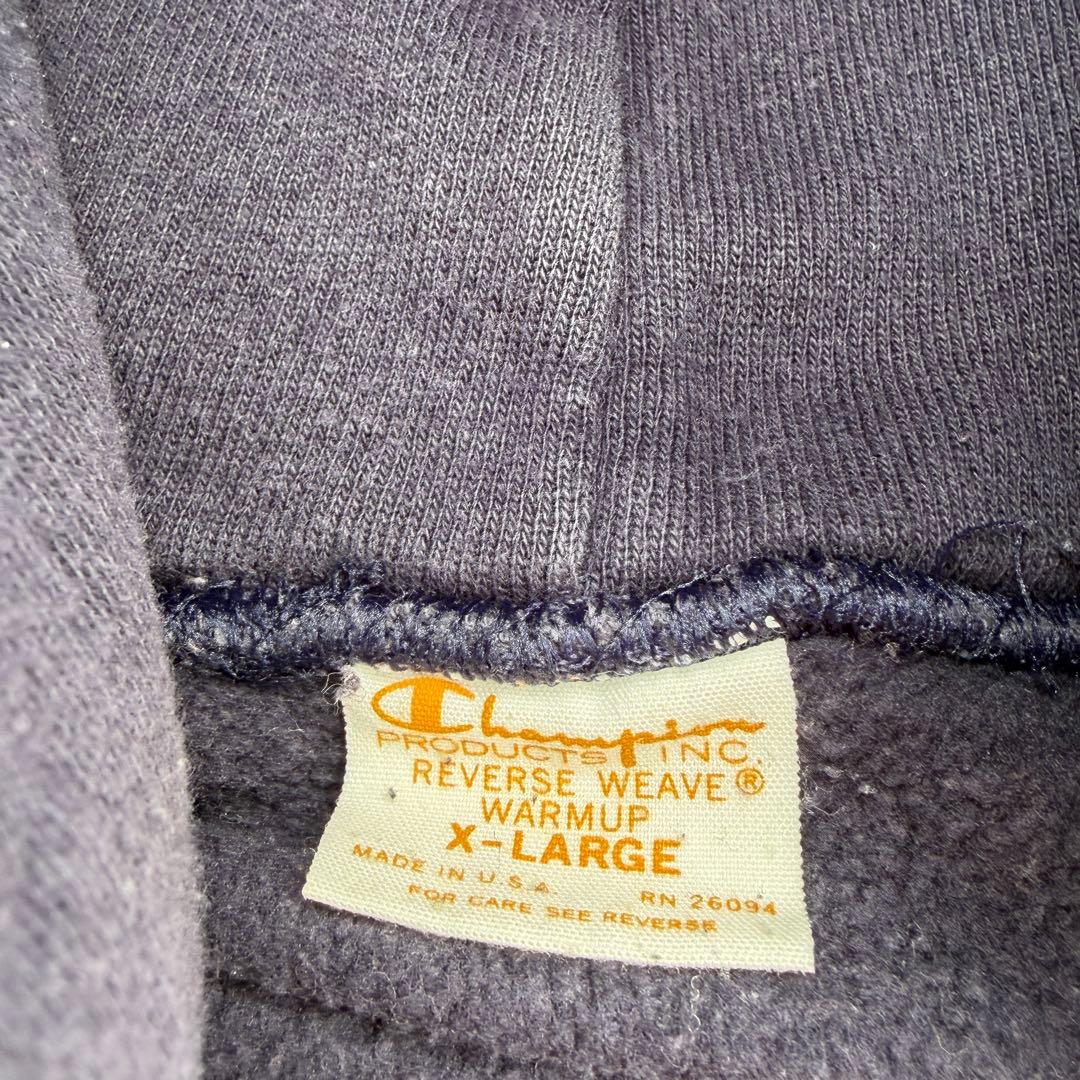 Champion
PRODUCTS INC.
REVERSE WEAVE®
WARMUP
X-LARGE
MADE IN U.S.A. RN 26094
FOR CARE SEE REVERSE